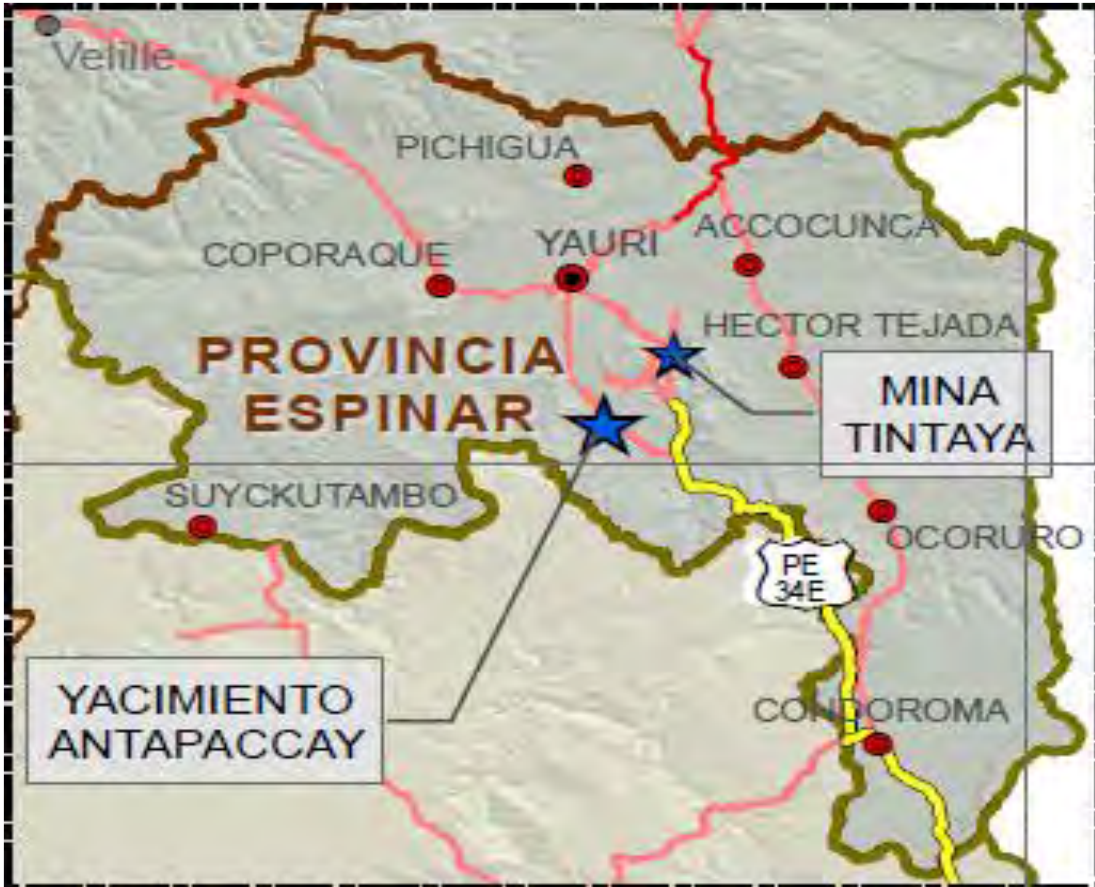 Velille
PICHIGUA
ACCOCUNCA
YAURI
COPORAQUE
HECTOR TEJADA
PROVINCIA
ESPINAR
MINA
TINTAYA
SUYCKUTAMBO
OCORURO
PE
34E
YACIMIENTO
ANTAPACCAY
CONDOROMA